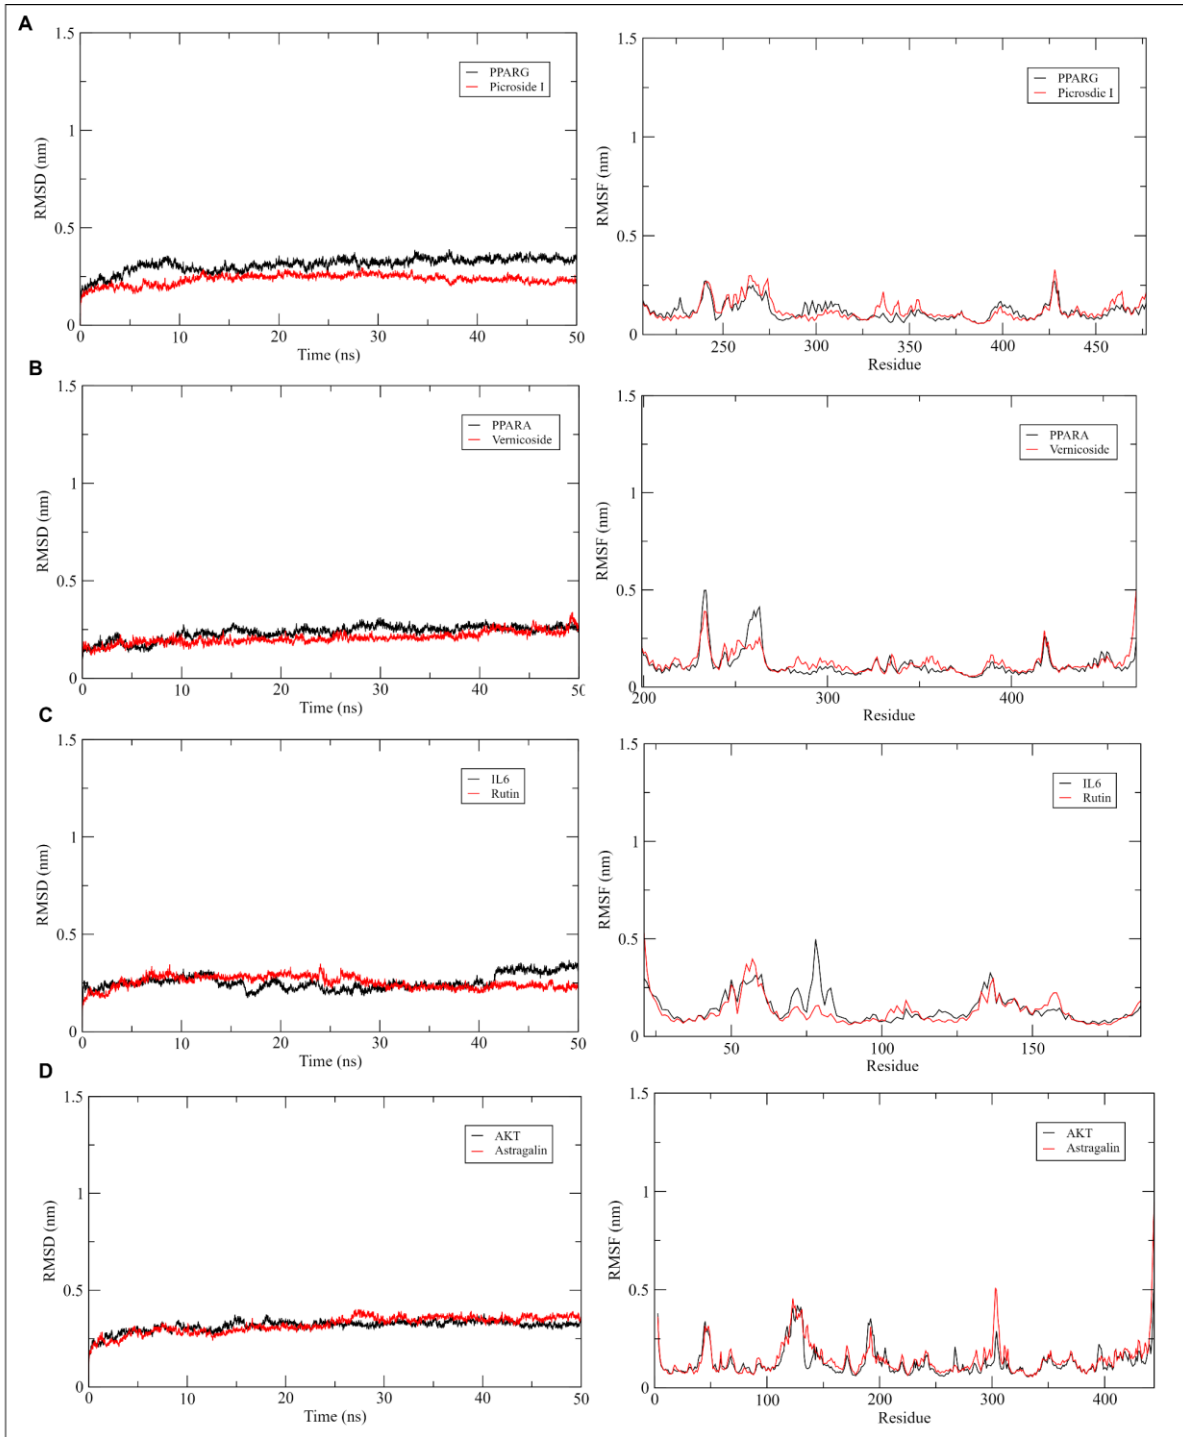 A
1.5
1
0.5
0
RMSD (nm)
PPARG
Picroside I
0 10 20 30 40 50
Time (ns)
1.5
1
0.5
0
RMSF (nm)
PPARG
Picrosdic I
250 300 350 400 450
Residue
B
1.5
1
0.5
0
RMSD (nm)
PPARA
Vernicoside
0 10 20 30 40 50
Time (ns)
1.5
1
0.5
0
RMSF (nm)
PPARA
Vernicoside
200 300 400
Residue
C
1.5
1
0.5
0
RMSD (nm)
IL6
Rutin
0 10 20 30 40 50
Time (ns)
1.5
1
0.5
0
RMSF (nm)
IL6
Rutin
50 100 150
Residue
D
1.5
1
0.5
0
RMSD (nm)
AKT
Astragalin
0 10 20 30 40 50
Time (ns)
1.5
1
0.5
0
RMSF (nm)
AKT
Astragalin
0 100 200 300 400
Residue